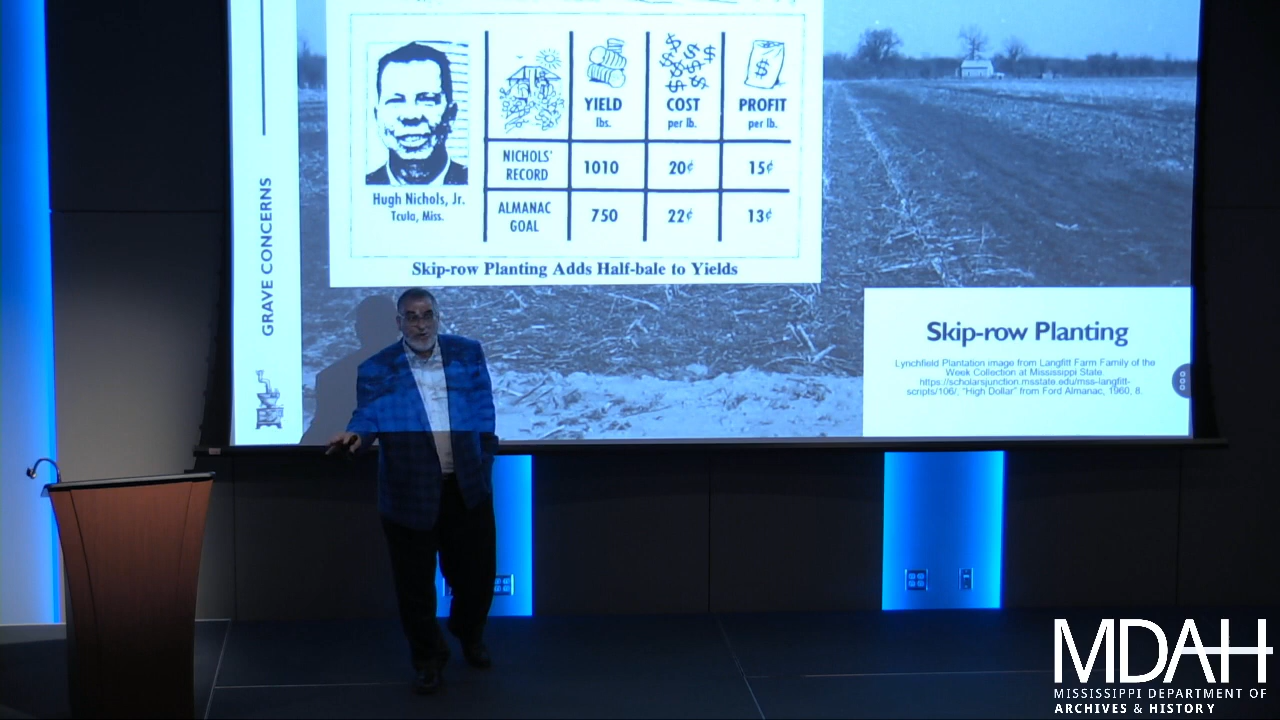 GRAVE CONCERNS
YIELD
lbs.
COST
per lb.
PROFIT
per lb.
NICHOLS'
RECORD
1010
20¢
15¢
ALMANAC
GOAL
750
22¢
13¢
Hugh Nichols, Jr.
Tcula, Miss.
Skip-row Planting Adds Half-bale to Yields
Skip-row Planting
Lynchfield Plantation image from Langfitt Farm Family of the
Week Collection at Mississippi State.
https://scholarsjunction.msstate.edu/mss-langfitt-
scripts/106/. "High Dollar" from Ford Almanac, 1960, 8.
MDAH
MISSISSIPPI DEPARTMENT OF
ARCHIVES & HISTORY